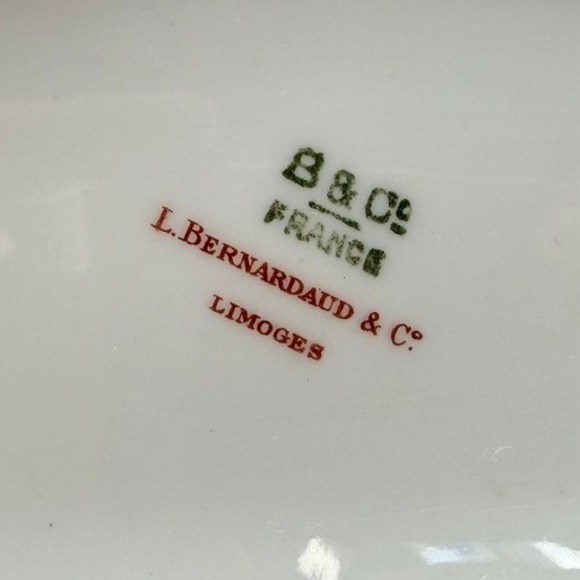 B & Cº
FRANCE
L. BERNARDAUD & Cº
LIMOGES